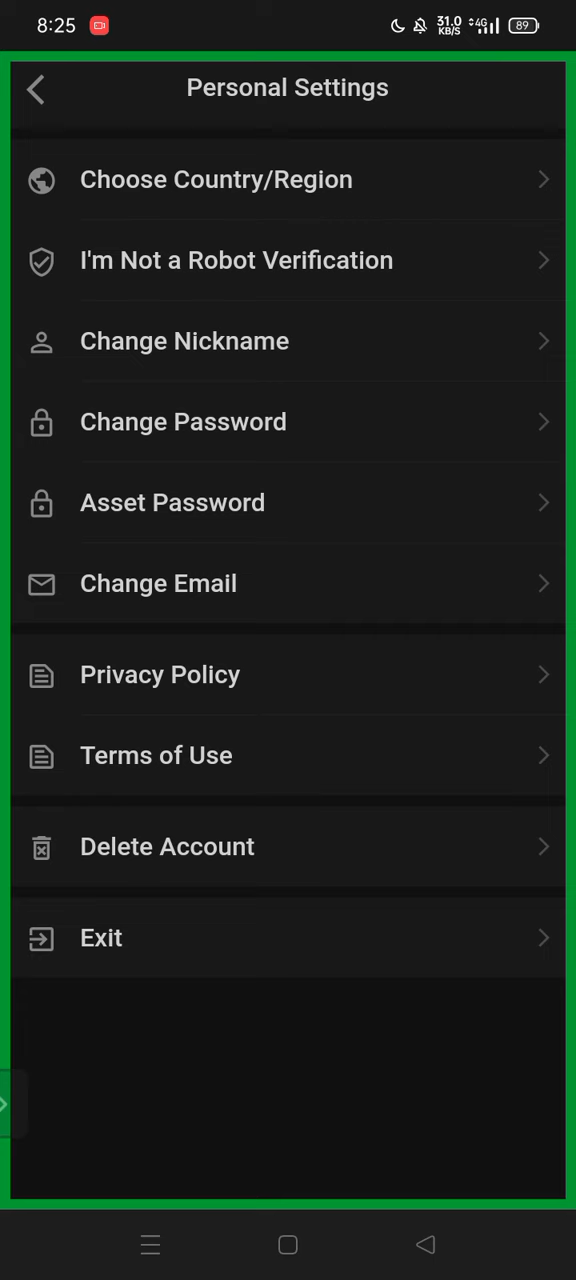 8:25
31.0
KB/S
4G
89
Personal Settings
Choose Country/Region
I'm Not a Robot Verification
Change Nickname
Change Password
Asset Password
Change Email
Privacy Policy
Terms of Use
Delete Account
Exit